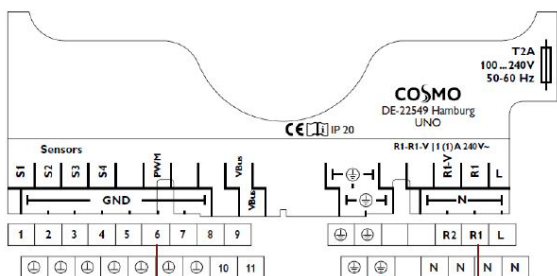 T2A
100 ... 240V
50-60 Hz
COSMO
DE-22549 Hamburg
UNO
CE IP 20
Sensors
R1-R1-V | 1 (1) A 240V~
S1 S2 S3 S4 PWM VBus VBus R1-V R1 L
GND N
1 2 3 4 5 6 7 8 9 R2 R1 L
10 11 N N N N